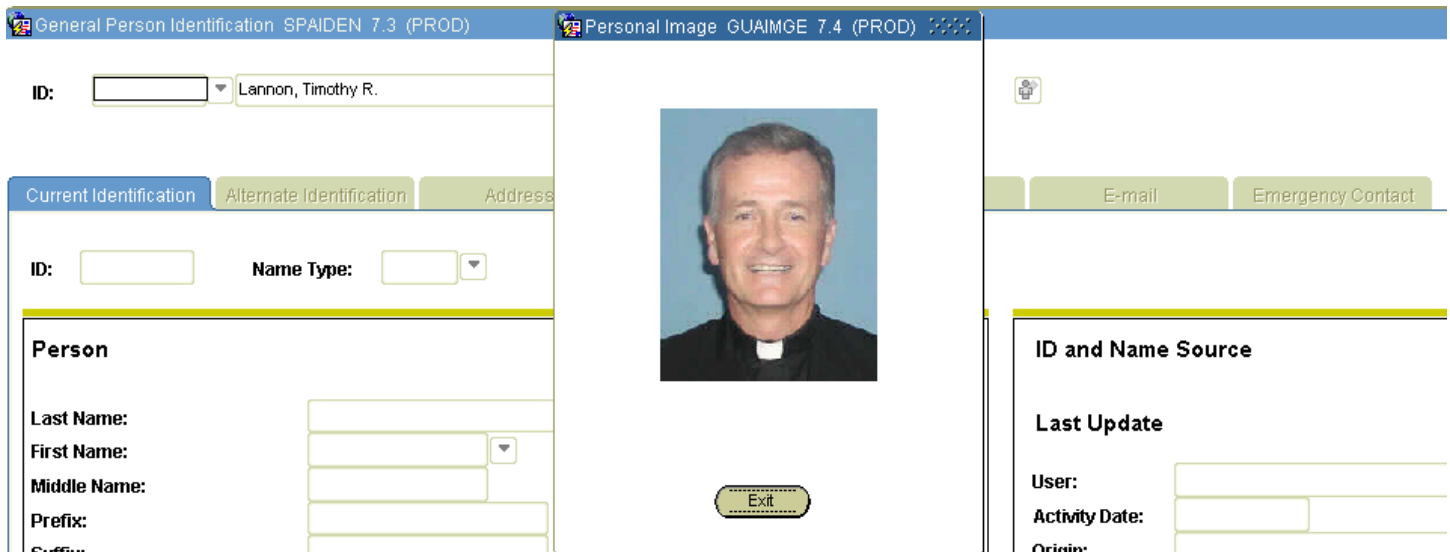 General Person Identification SPAIDEN 7.3 (PROD)
Personal Image GUAIMGE 7.4 (PROD)
ID:
Lannon, Timothy R.
Current Identification
Alternate Identification
Address
E-mail
Emergency Contact
ID:
Name Type:
Person
ID and Name Source
Last Name:
Last Update
First Name:
Middle Name:
User:
Exit
Prefix:
Activity Date:
Suffix:
Origin: